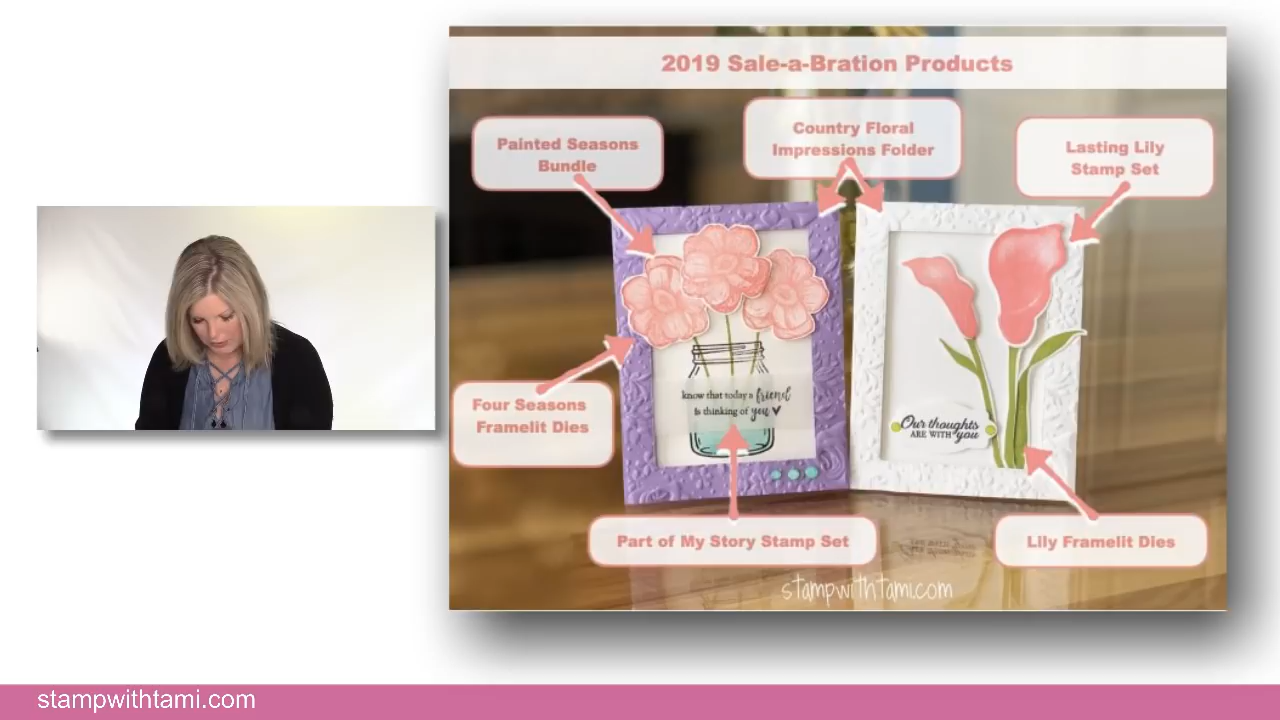 2019 Sale-a-Bration Products
Painted Seasons
Bundle
Country Floral
Impressions Folder
Lasting Lily
Stamp Set
Four Seasons
Framelit Dies
know that today a friend
is thinking of you
Our thoughts
ARE WITH you
Part of My Story Stamp Set
Lily Framelit Dies
stampwithtami.com
stampwithtami.com